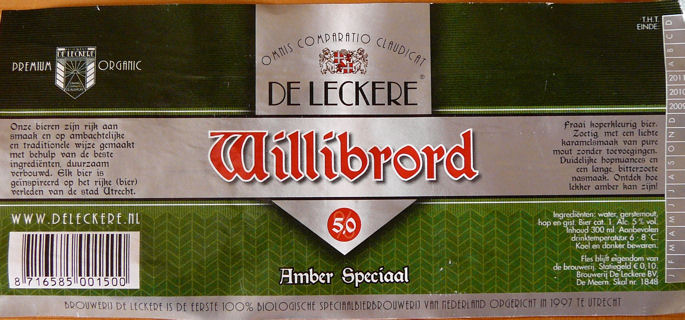 OMNIS COMPARATIO CLAUDICAT
DE LECKERE®
PREMIUM
DE LECKERE
ORGANIC
Onze bieren zijn rijk aan
smaak en op ambachtelijke
en traditionele wijze gemaakt
met behulp van de beste
ingrediënten, duurzaam
verbouwd. Elk bier is
geïnspireerd op het rijke (bier)
verleden van de stad Utrecht.
WWW.DELECKERE.NL
8 716585 001500
Willibrord
5,0
Amber Speciaal
T.H.T.
EINDE:
Fraai koperkleurig bier.
Zoetig met een lichte
karamelsmaak van pure
mout zonder toevoegingen.
Duidelijke hopnuances en
een lange, bitterzoete
nasmaak. Ontdek hoe
lekker amber kan zijn!
Ingrediënten: water, gerstemout,
hop en gist. Bier cat. 1. Alc. 5 % vol.
Inhoud 300 ml. Aanbevolen
drinktemperatuur 6 - 8 °C.
Koel en donker bewaren.
Fles blijft eigendom van
de brouwerij. Statiegeld € 0,10.
Brouwerij De Leckere BV,
De Meern. Skal nr. 1848
A B C D
2011
2010
2009
J F M A M J J A S O N D
BROUWERIJ DE LECKERE IS DE EERSTE 100% BIOLOGISCHE SPECIAALBIERBROUWERIJ VAN NEDERLAND OPGERICHT IN 1997 TE UTRECHT